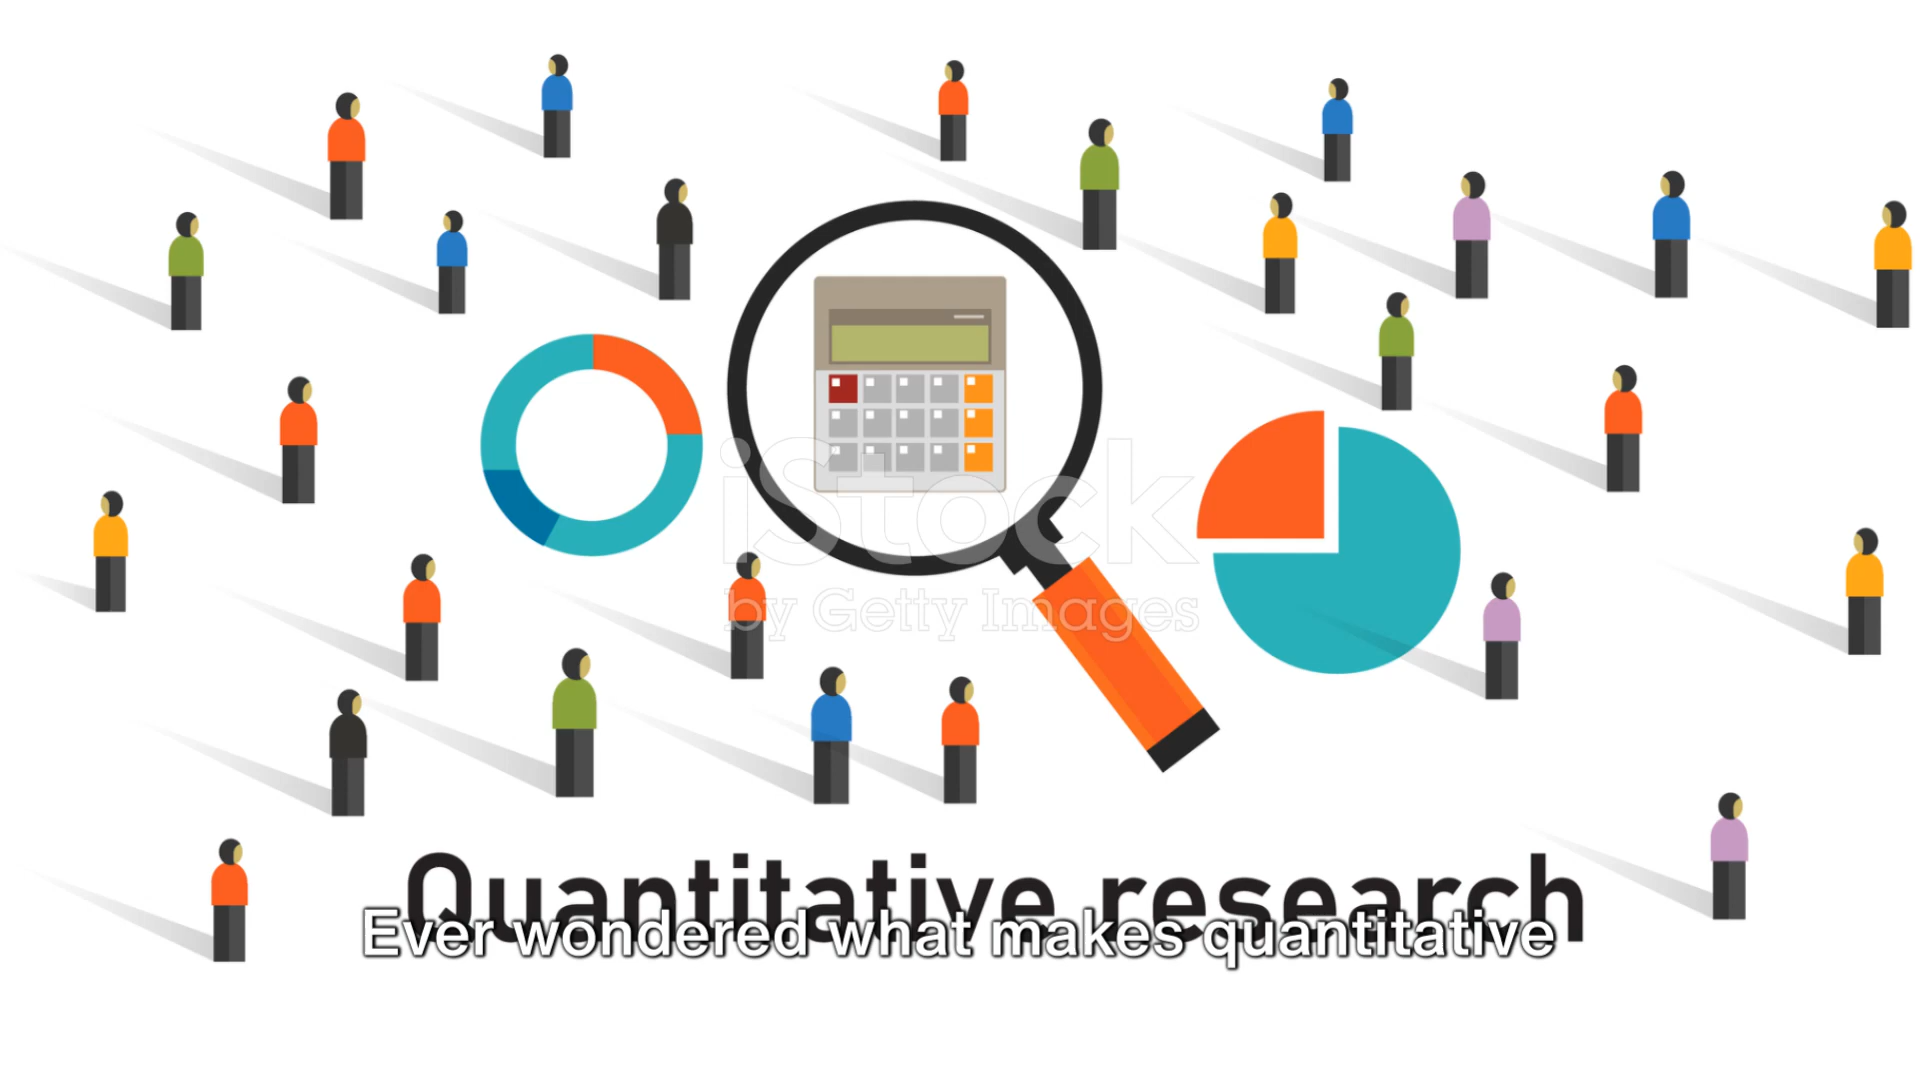 iStock
by Getty Images
Quantitative research
Ever wondered what makes quantitative